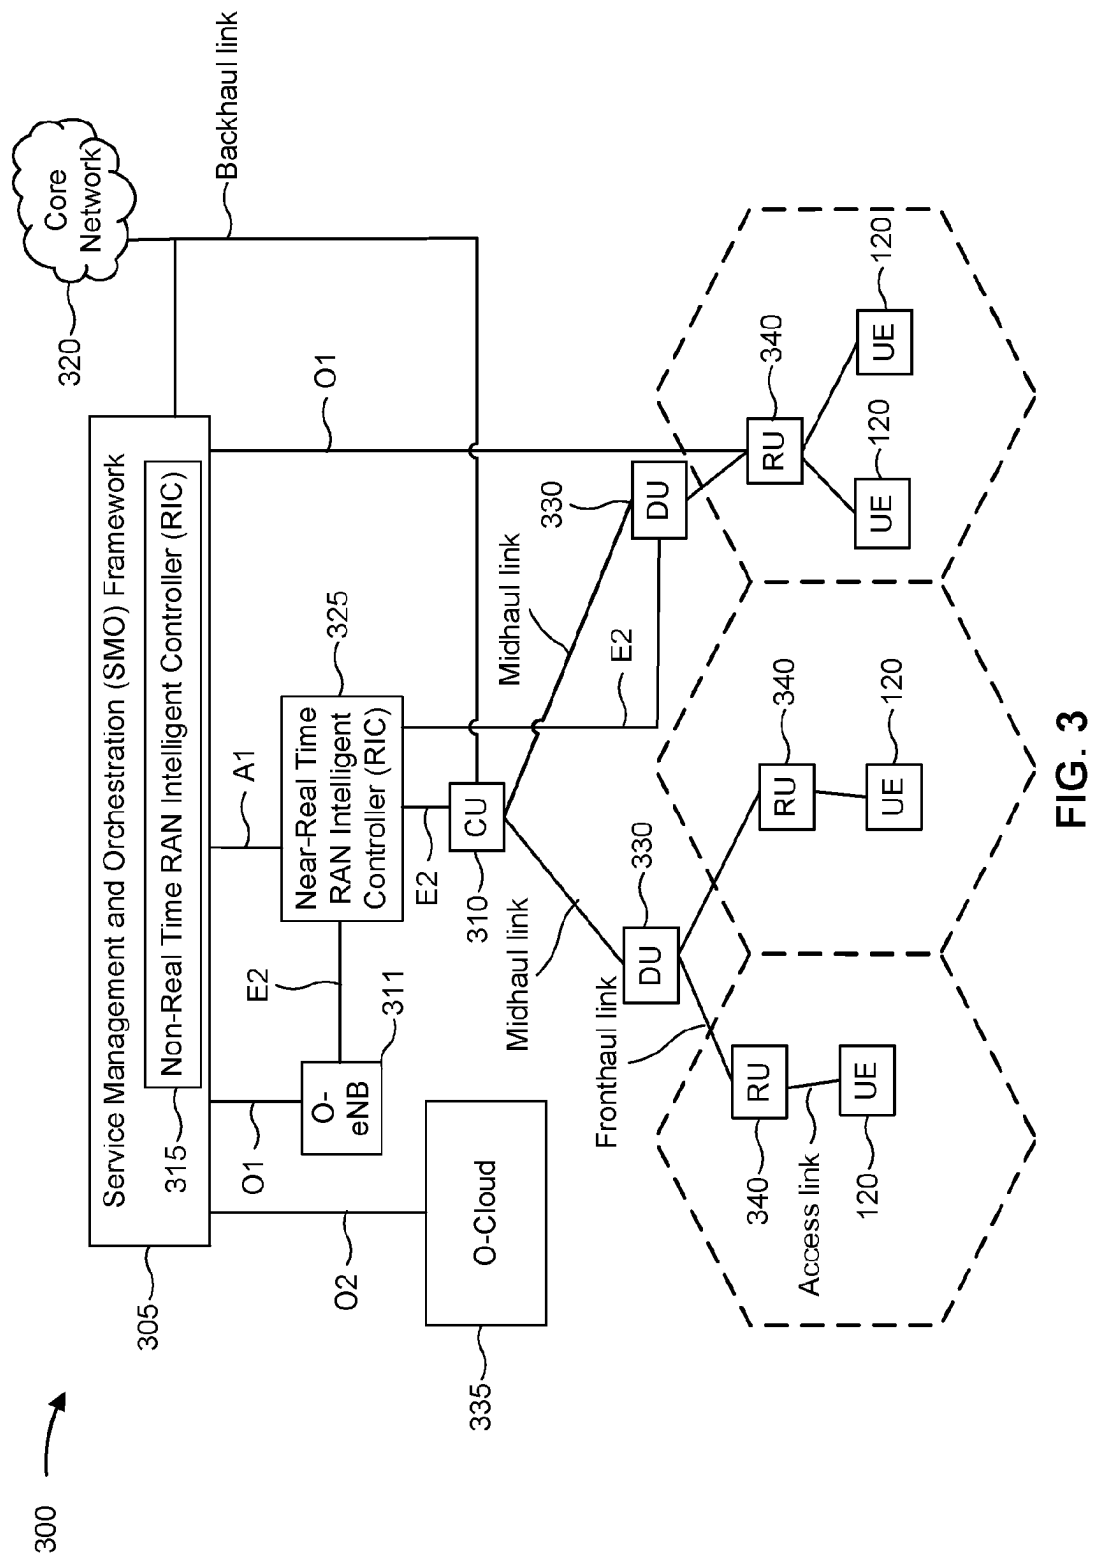 300
305
Service Management and Orchestration (SMO) Framework
315
Non-Real Time RAN Intelligent Controller (RIC)
320
Core
Network
Backhaul link
O2
O1
A1
O1
335
O-Cloud
O-
eNB
311
E2
Near-Real Time
RAN Intelligent
Controller (RIC)
325
E2
310
CU
Midhaul link
Midhaul link
E2
330
DU
DU
330
Fronthaul link
340
RU
RU
340
RU
340
Access link
120
UE
UE
120
UE
120
UE
120
FIG. 3